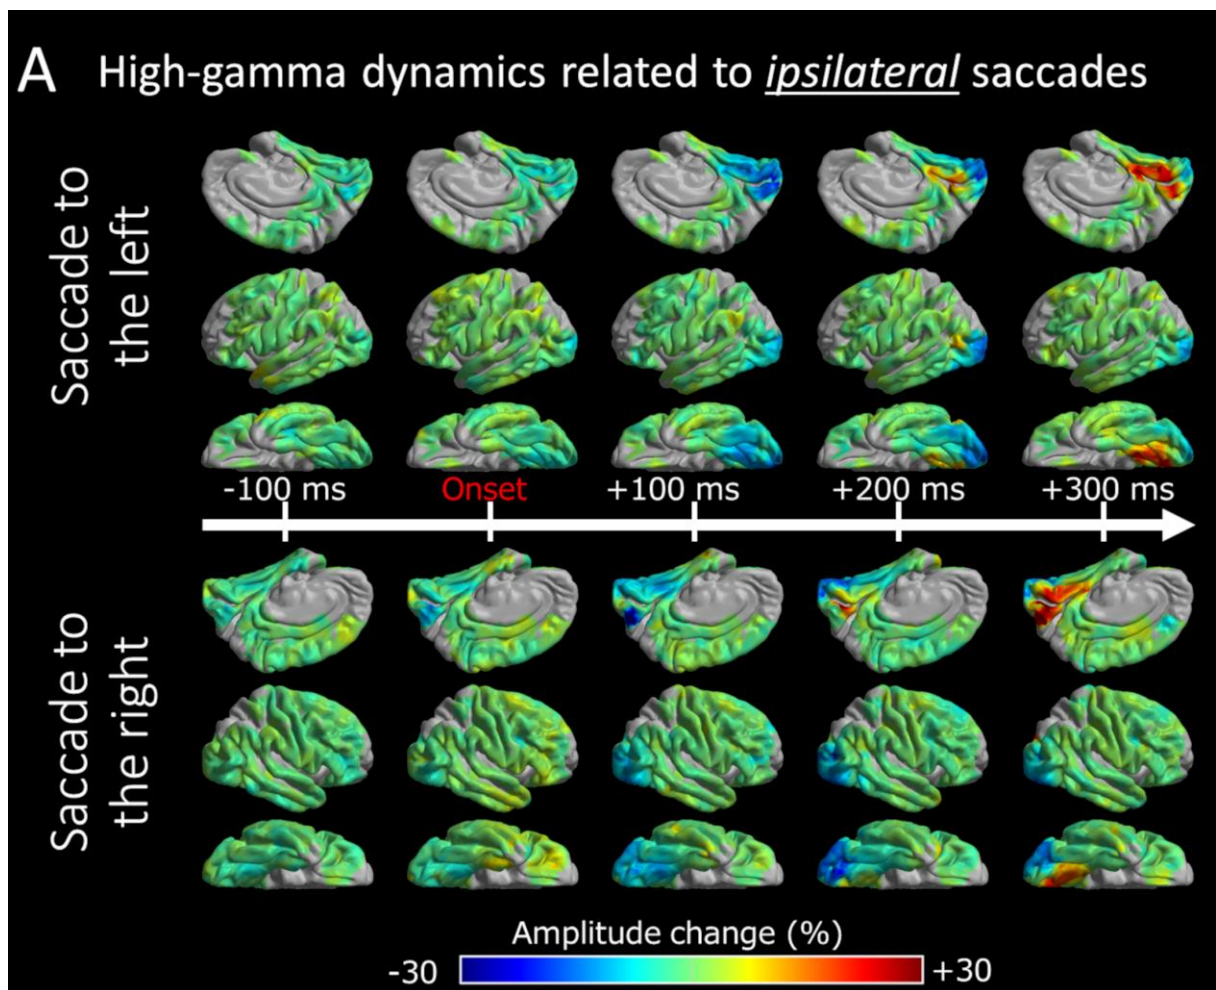 A High-gamma dynamics related to ipsilateral saccades
Saccade to
the left
-100 ms Onset +100 ms +200 ms +300 ms
Saccade to
the right
Amplitude change (%)
-30 +30